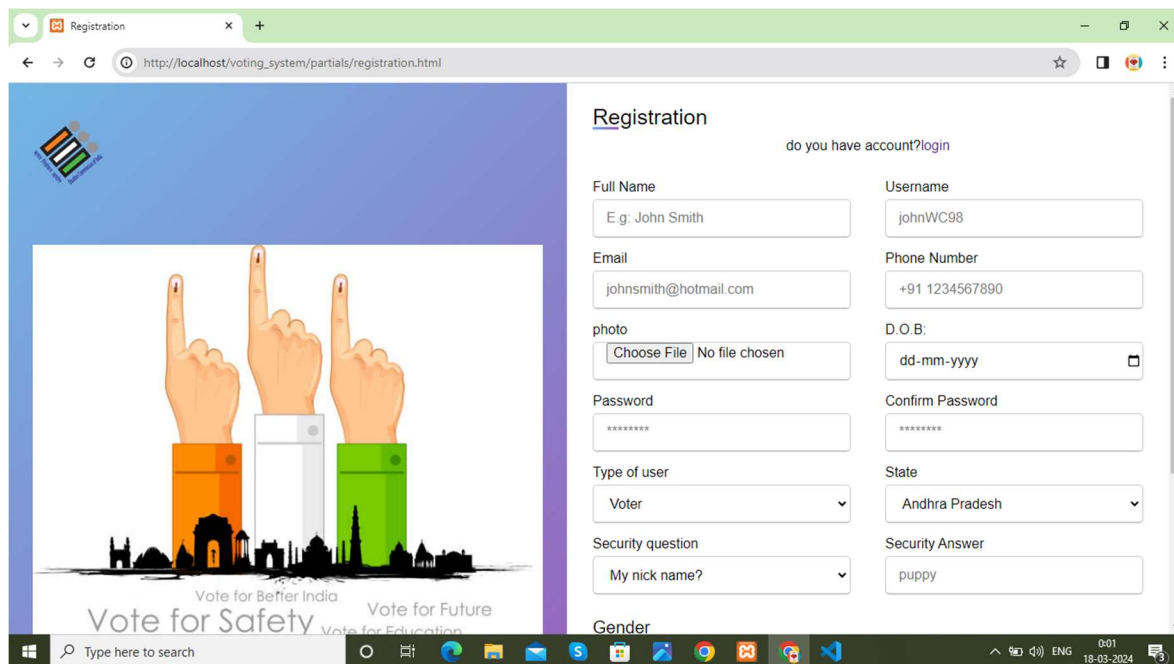 Registration
http://localhost/voting_system/partials/registration.html
Registration
do you have account?login
Full Name
Username
E.g: John Smith
johnWC98
Email
Phone Number
johnsmith@hotmail.com
+91 1234567890
photo
D.O.B:
Choose File No file chosen
dd-mm-yyyy
Password
Confirm Password
********
********
Type of user
State
Voter
Andhra Pradesh
Security question
Security Answer
My nick name?
puppy
Gender
Vote for Better India
Vote for Future
Vote for Safety
Vote for Education
Type here to search
ENG
0:01
18-03-2024